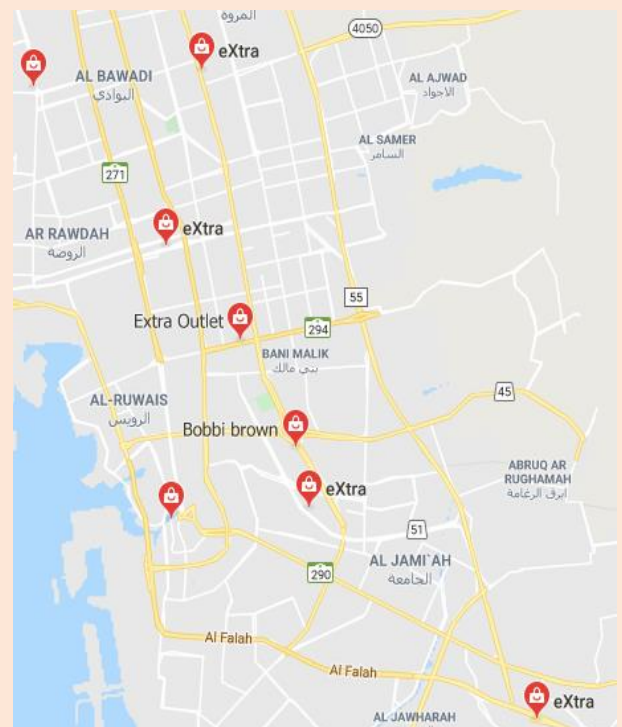 المروة
eXtra
4050
AL BAWADI
البوادي
AL AJWAD
الاجواد
AL SAMER
السامر
271
AR RAWDAH
الروضة
eXtra
55
Extra Outlet
294
BANI MALIK
بني مالك
AL-RUWAIS
الرويس
45
Bobbi brown
ABRUQ AR
RUGHAMAH
ابرق الرغامة
eXtra
51
AL JAMI`AH
الجامعة
290
Al Falah
Al Falah
eXtra
AL JAWHARAH